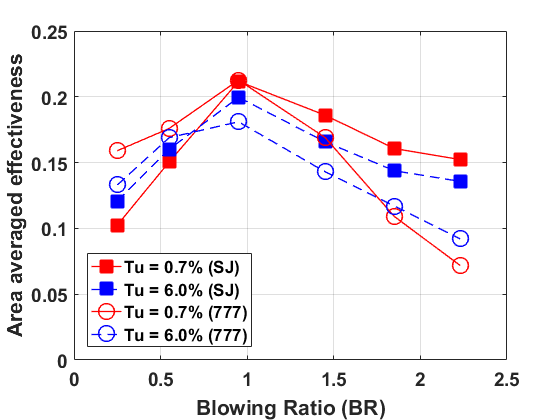 0.25
0.2
0.15
0.1
0.05
0
Area averaged effectiveness
Tu = 0.7% (SJ)
Tu = 6.0% (SJ)
Tu = 0.7% (777)
Tu = 6.0% (777)
0 0.5 1 1.5 2 2.5
Blowing Ratio (BR)